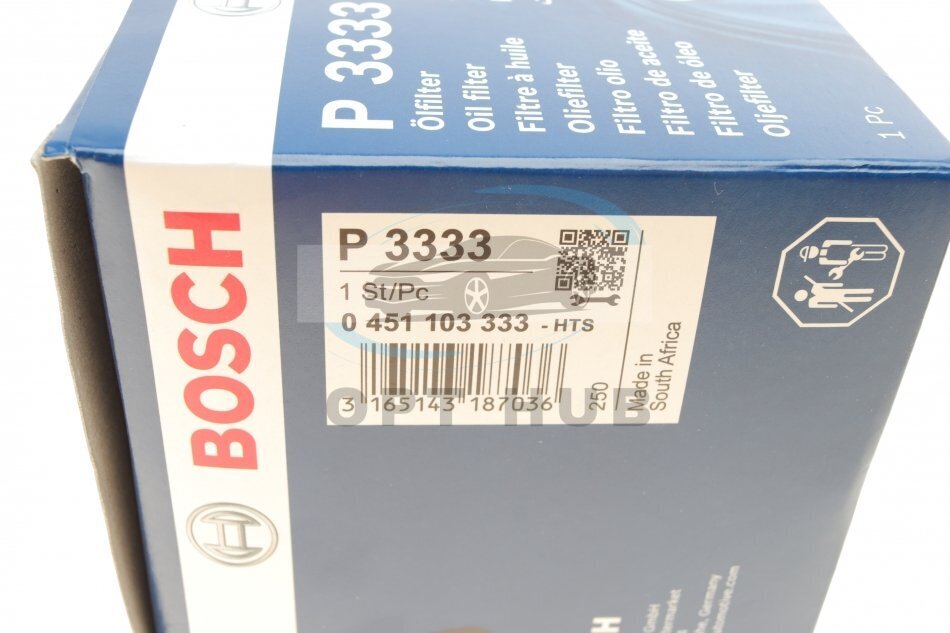 P 3333
Ölfilter
Oil filter
Filtre à huile
Oliefilter
Filtro olio
Filtro de aceite
Filtro de óleo
Oljefilter
1 PC
BOSCH
P 3333
1 St/Pc
0 451 103 333 - HTS
3 165143 187036
250
Made in
South Africa
OPT HUB
GmbH
Germany